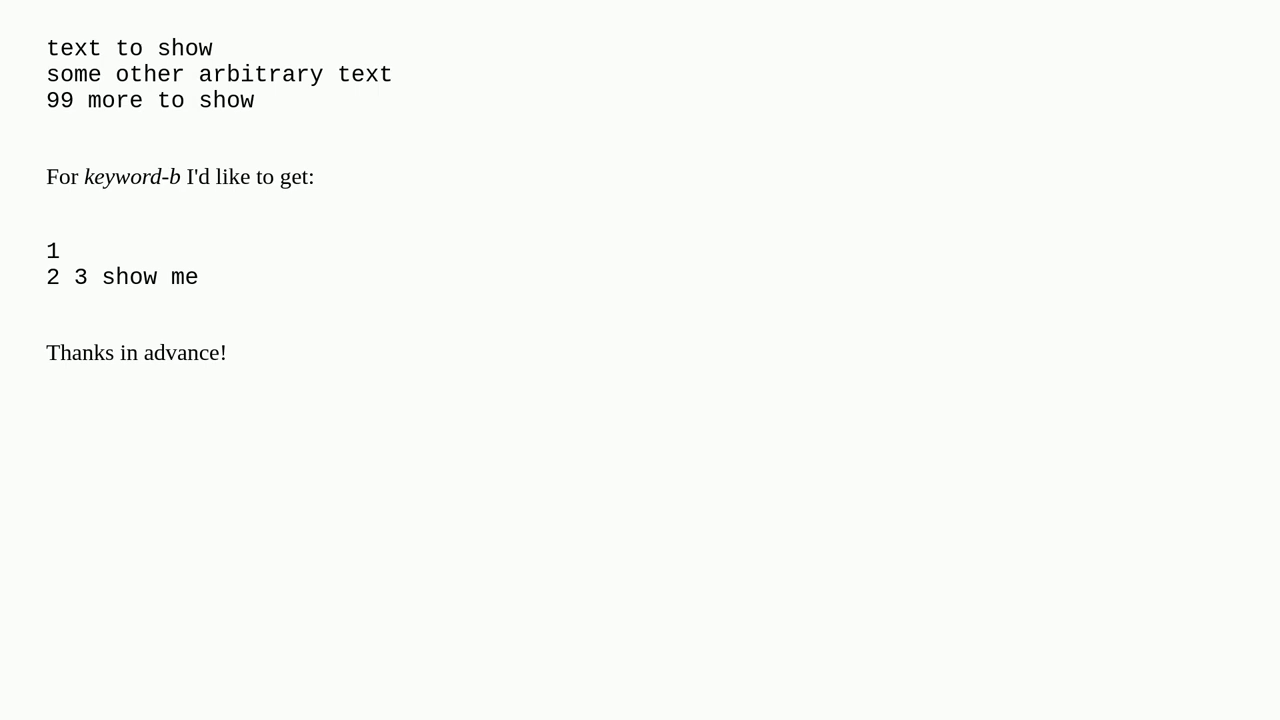 text to show
some other arbitrary text
99 more to show
For keyword-b I'd like to get:
1
2 3 show me
Thanks in advance!